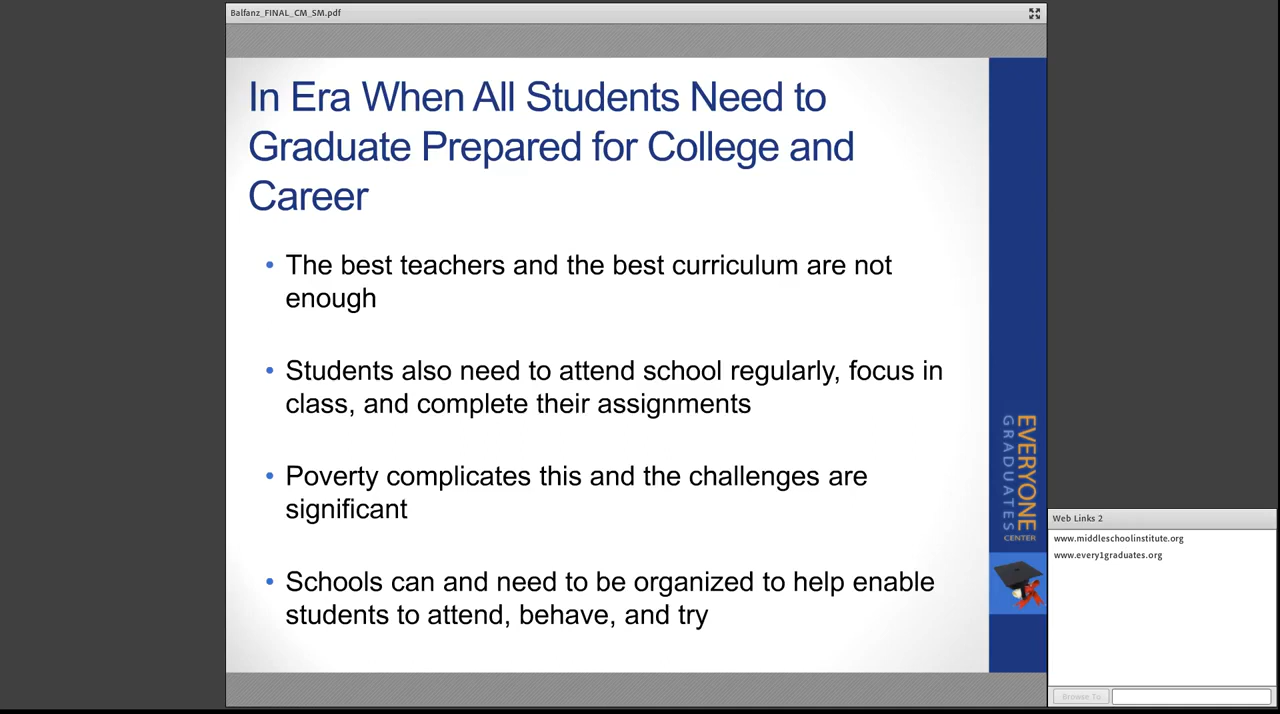 Balfanz_FINAL_CM_SM.pdf
In Era When All Students Need to
Graduate Prepared for College and
Career
• The best teachers and the best curriculum are not
enough
• Students also need to attend school regularly, focus in
class, and complete their assignments
• Poverty complicates this and the challenges are
significant
• Schools can and need to be organized to help enable
students to attend, behave, and try
EVERYONE
GRADUATES
CENTER
Web Links 2
www.middleschoolinstitute.org
www.every1graduates.org
Browse To